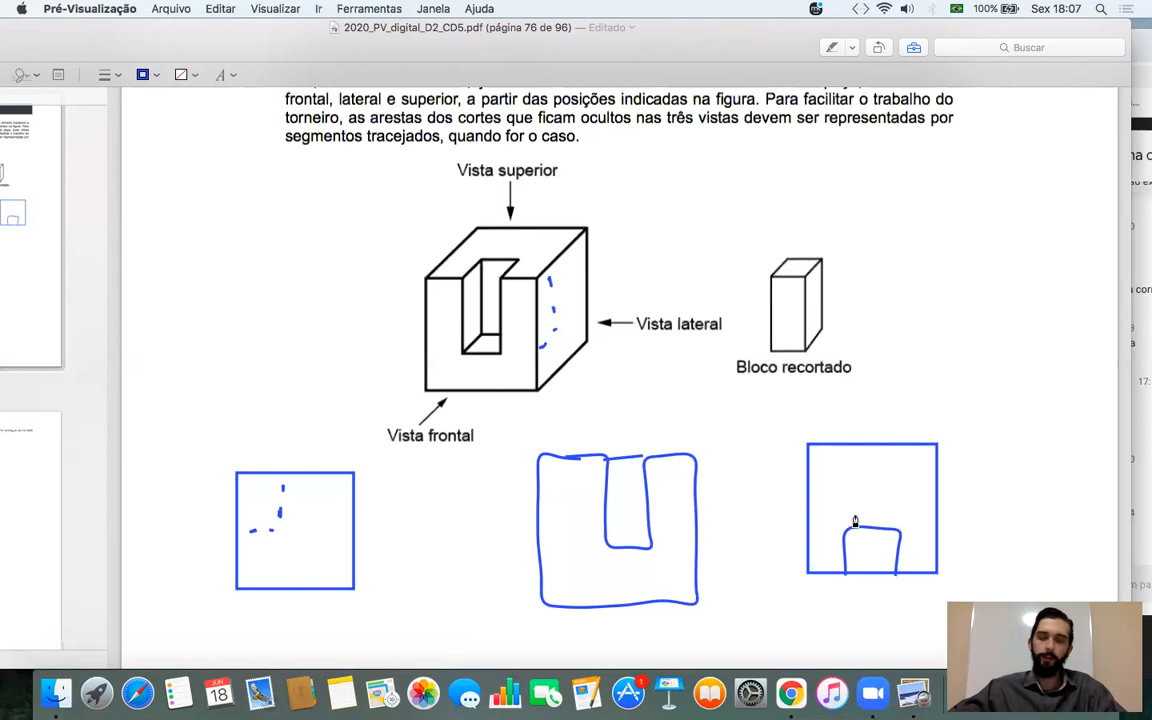 Pré-Visualização Arquivo Editar Visualizar Ir Ferramentas Janela Ajuda 100% Sex 18:07
2020_PV_digital_D2_CD5.pdf (página 76 de 96) — Editado
Buscar
frontal, lateral e superior, a partir das posições indicadas na figura. Para facilitar o trabalho do
torneiro, as arestas dos cortes que ficam ocultos nas três vistas devem ser representadas por
segmentos tracejados, quando for o caso.
Vista superior
Vista lateral
Bloco recortado
Vista frontal
JUN
18
1